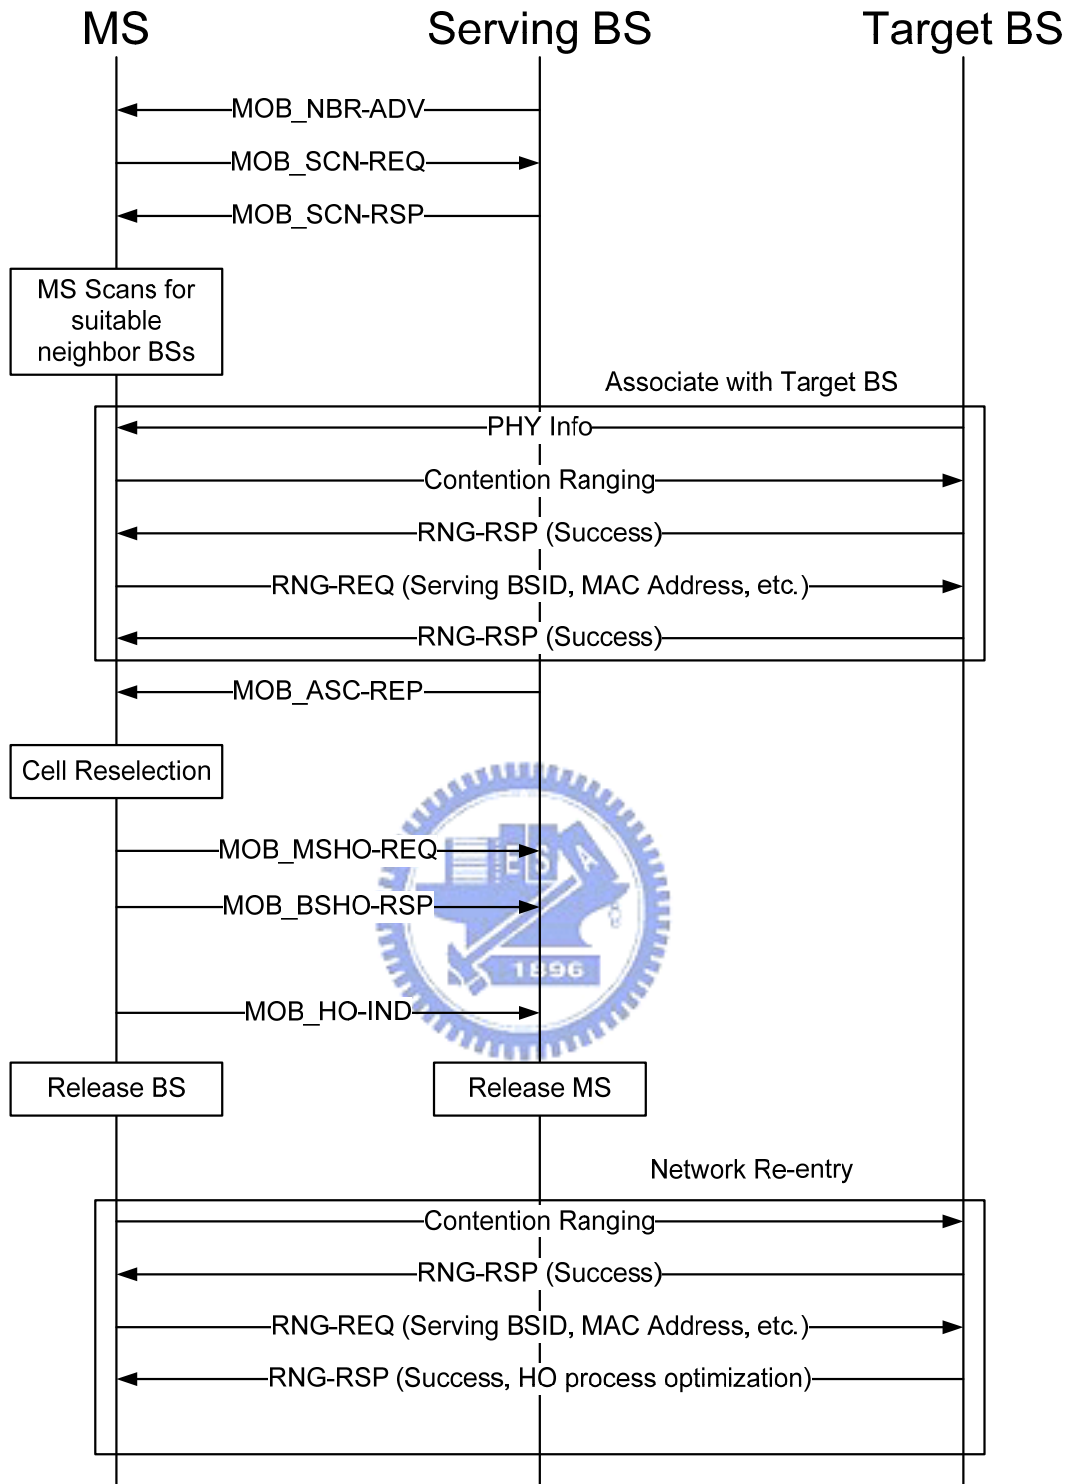 MS
Serving BS
Target BS
MOB_NBR-ADV
MOB_SCN-REQ
MOB_SCN-RSP
MS Scans for
suitable
neighbor BSs
Associate with Target BS
PHY Info
Contention Ranging
RNG-RSP (Success)
RNG-REQ (Serving BSID, MAC Address, etc.)
RNG-RSP (Success)
MOB_ASC-REP
Cell Reselection
MOB_MSHO-REQ
ESA
MOB_BSHO-RSP
1896
MOB_HO-IND
Release BS
Release MS
Network Re-entry
Contention Ranging
RNG-RSP (Success)
RNG-REQ (Serving BSID, MAC Address, etc.)
RNG-RSP (Success, HO process optimization)